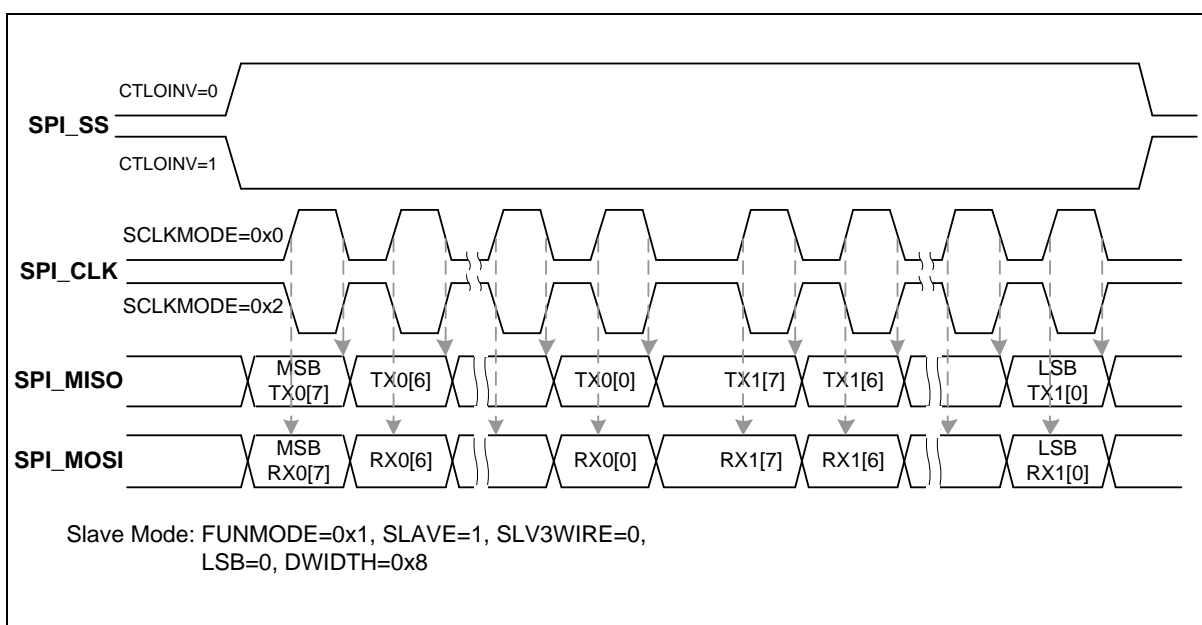 CTLOINV=0
SPI_SS
CTLOINV=1
SCLKMODE=0x0
SPI_CLK
SCLKMODE=0x2
SPI_MISO
MSB
TX0[7]
TX0[6]
TX0[0]
TX1[7]
TX1[6]
LSB
TX1[0]
SPI_MOSI
MSB
RX0[7]
RX0[6]
RX0[0]
RX1[7]
RX1[6]
LSB
RX1[0]
Slave Mode: FUNMODE=0x1, SLAVE=1, SLV3WIRE=0,
LSB=0, DWIDTH=0x8